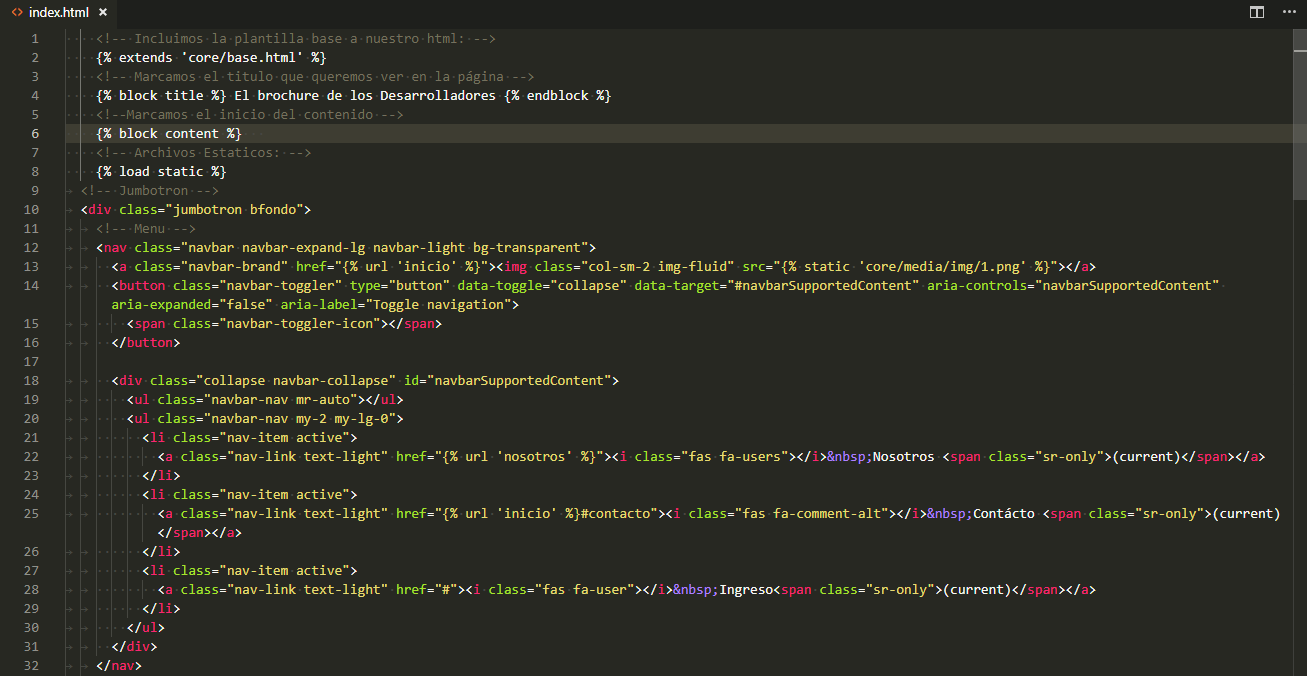 index.html
1 <!-- Incluimos la plantilla base a nuestro html: -->
2 {% extends 'core/base.html' %}
3 <!-- Marcamos el titulo que queremos ver en la página -->
4 {% block title %} El brochure de los Desarrolladores {% endblock %}
5 <!--Marcamos el inicio del contenido -->
6 {% block content %}
7 <!-- Archivos Estaticos: -->
8 {% load static %}
9 <!-- Jumbotron -->
10 <div class="jumbotron bfondo">
11 <!-- Menu -->
12 <nav class="navbar navbar-expand-lg navbar-light bg-transparent">
13 <a class="navbar-brand" href="{% url 'inicio' %}"><img class="col-sm-2 img-fluid" src="{% static 'core/media/img/1.png' %}"></a>
14 <button class="navbar-toggler" type="button" data-toggle="collapse" data-target="#navbarSupportedContent" aria-controls="navbarSupportedContent"
aria-expanded="false" aria-label="Toggle navigation">
15 <span class="navbar-toggler-icon"></span>
16 </button>
17
18 <div class="collapse navbar-collapse" id="navbarSupportedContent">
19 <ul class="navbar-nav mr-auto"></ul>
20 <ul class="navbar-nav my-2 my-lg-0">
21 <li class="nav-item active">
22 <a class="nav-link text-light" href="{% url 'nosotros' %}"><i class="fas fa-users"></i>&nbsp;Nosotros <span class="sr-only">(current)</span></a>
23 </li>
24 <li class="nav-item active">
25 <a class="nav-link text-light" href="{% url 'inicio' %}#contacto"><i class="fas fa-comment-alt"></i>&nbsp;Contácto <span class="sr-only">(current)
</span></a>
26 </li>
27 <li class="nav-item active">
28 <a class="nav-link text-light" href="#"><i class="fas fa-user"></i>&nbsp;Ingreso<span class="sr-only">(current)</span></a>
29 </li>
30 </ul>
31 </div>
32 </nav>